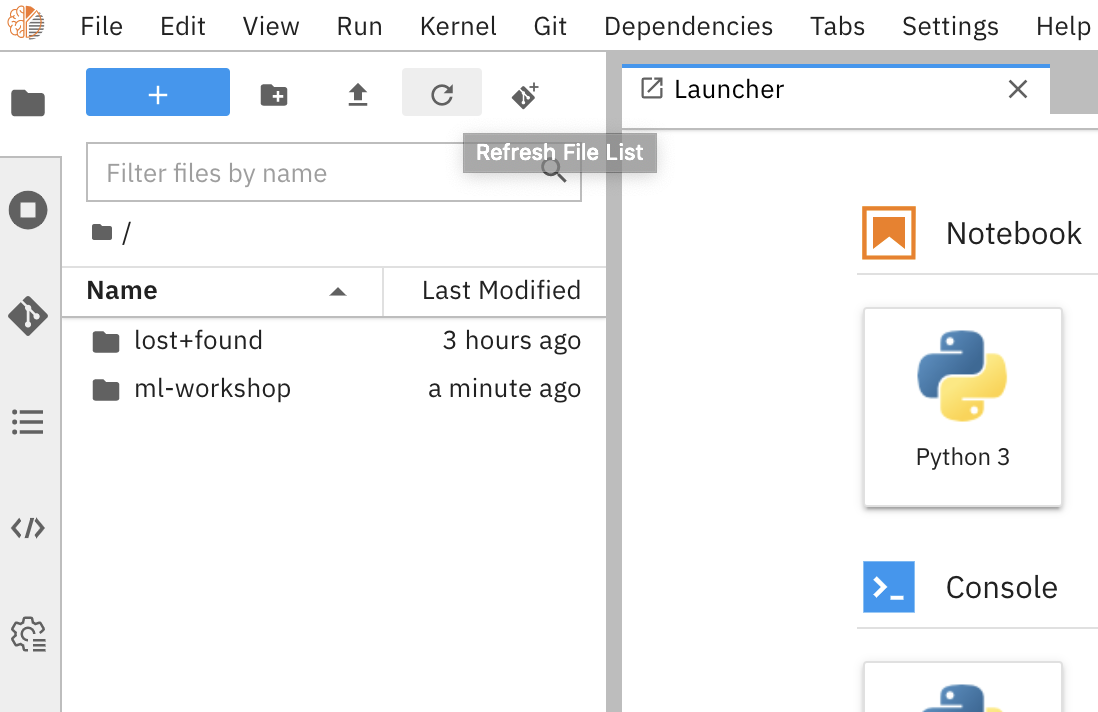 File Edit View Run Kernel Git Dependencies Tabs Settings Help
Launcher
Refresh File List
Filter files by name
/
Name Last Modified
lost+found 3 hours ago
ml-workshop a minute ago
Notebook
Python 3
Console